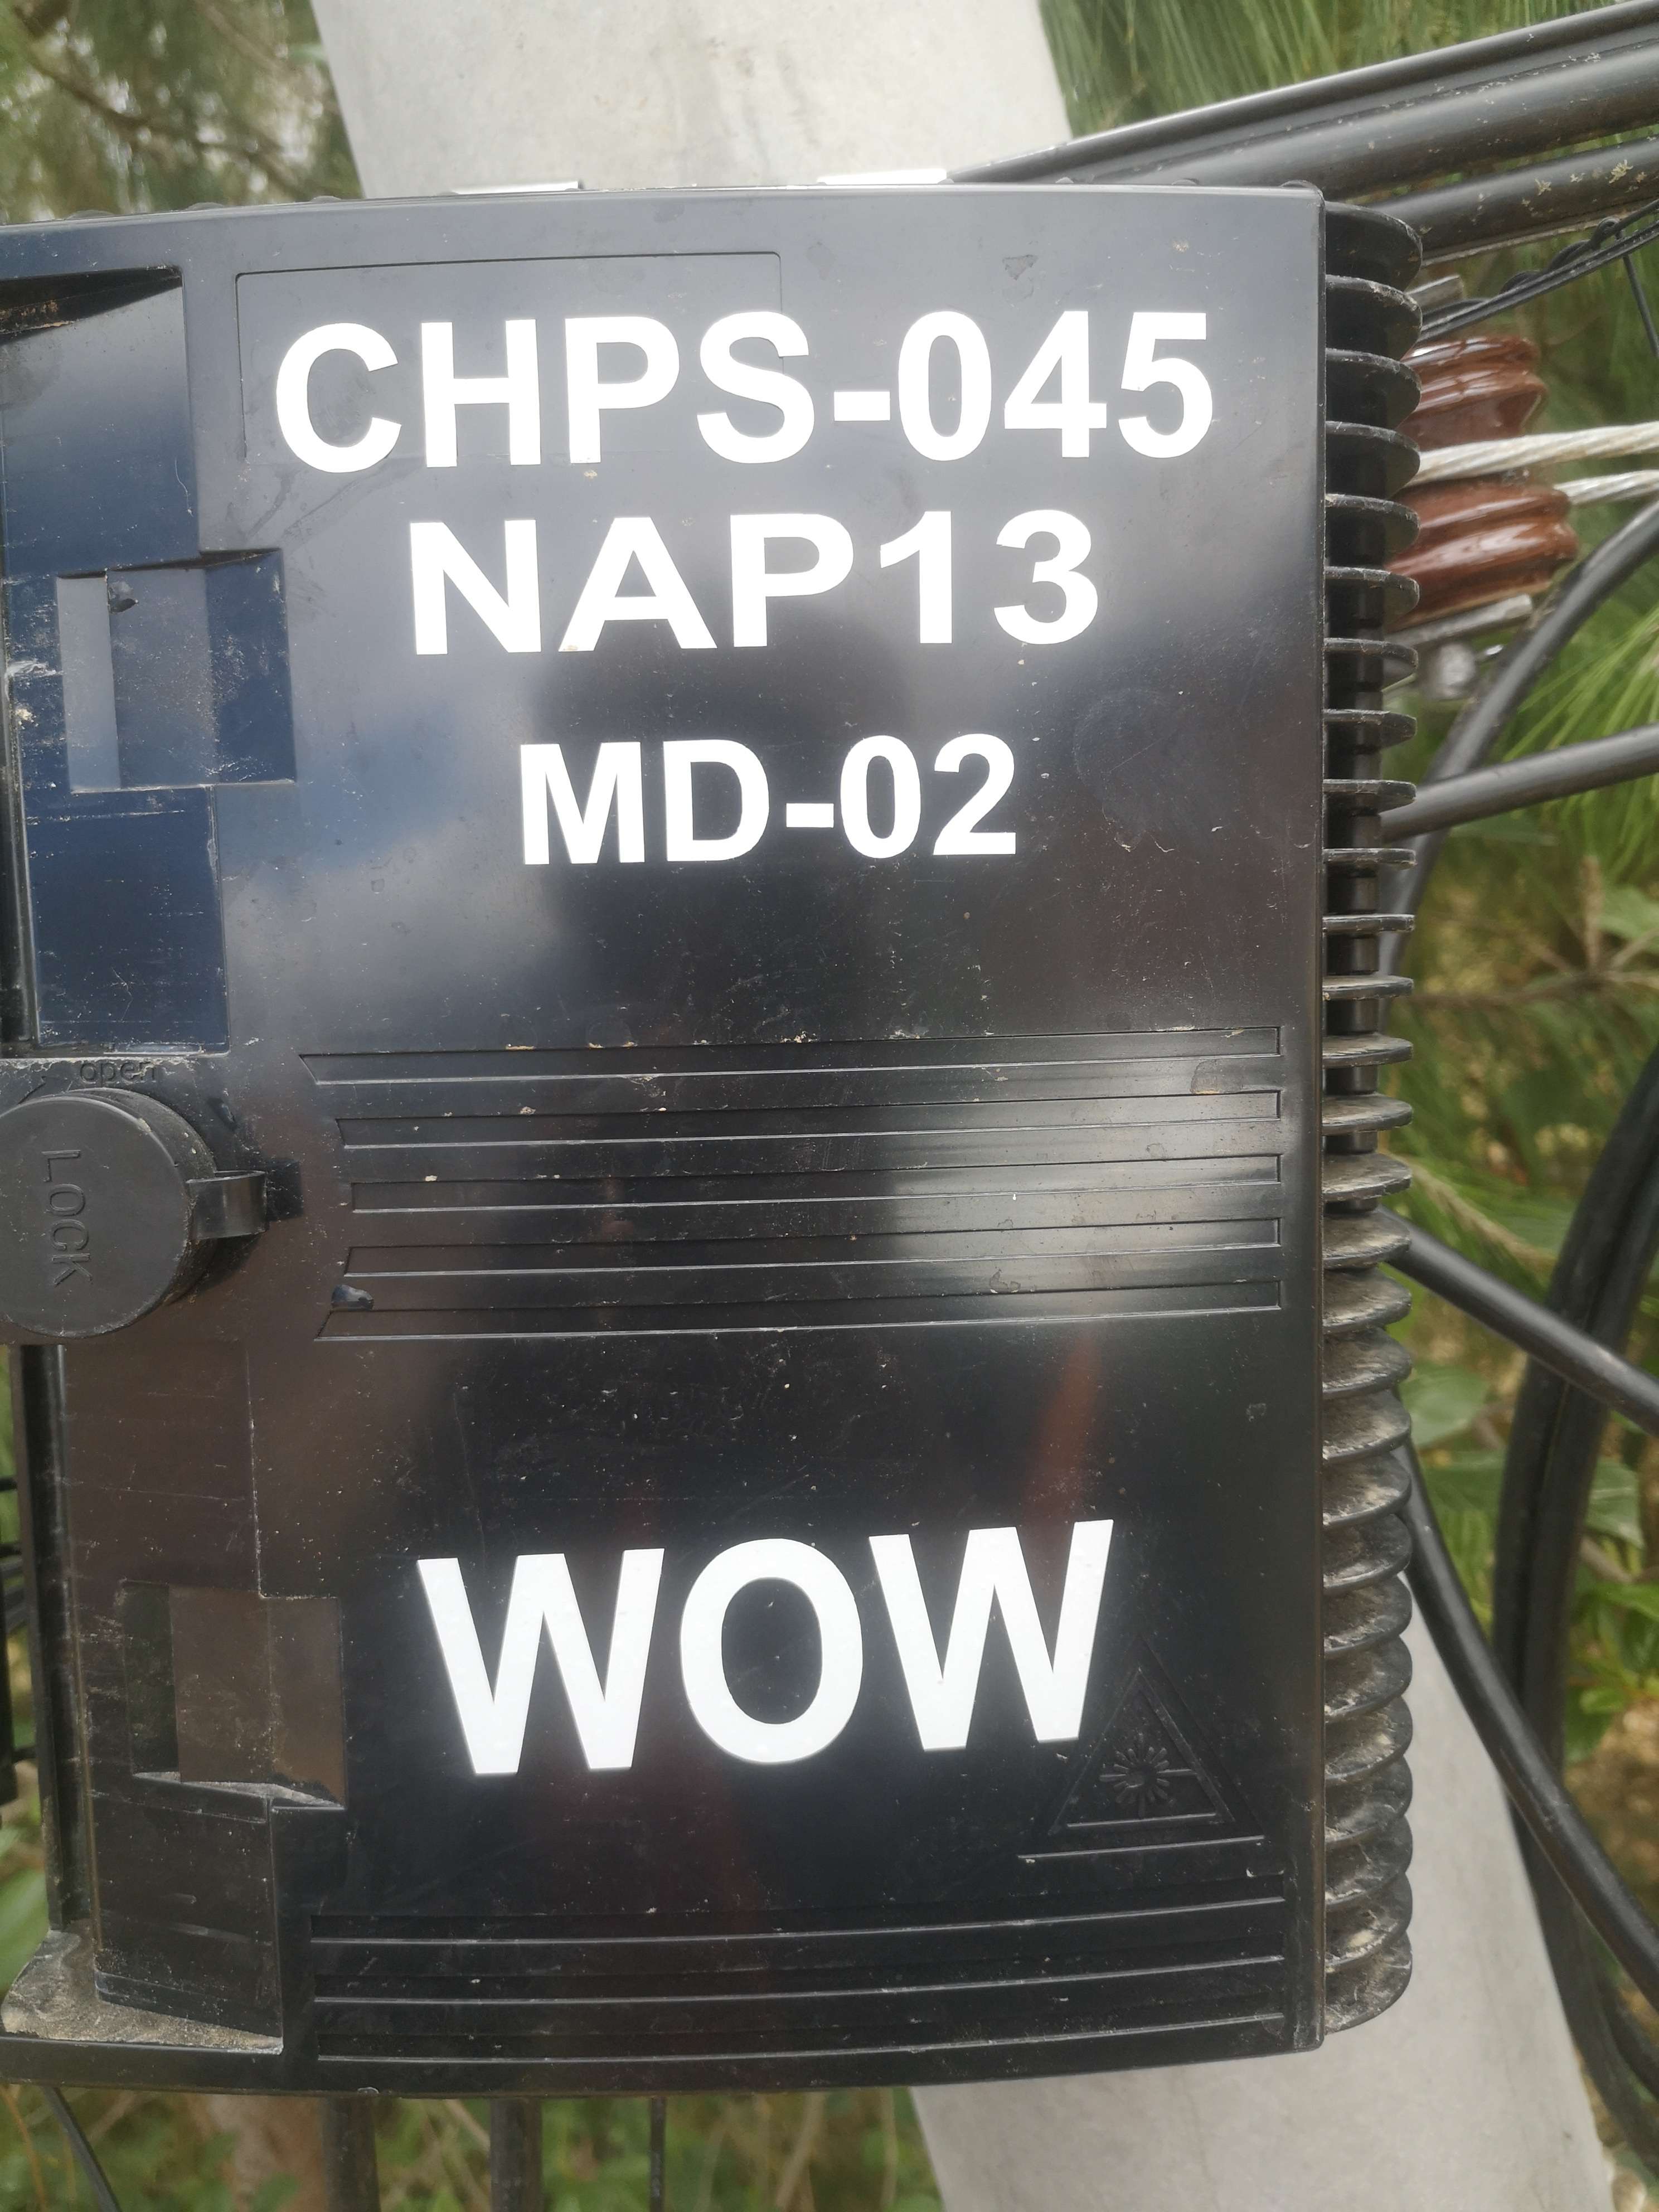 CHPS-045
NAP13
MD-02
open
LOCK
WOW